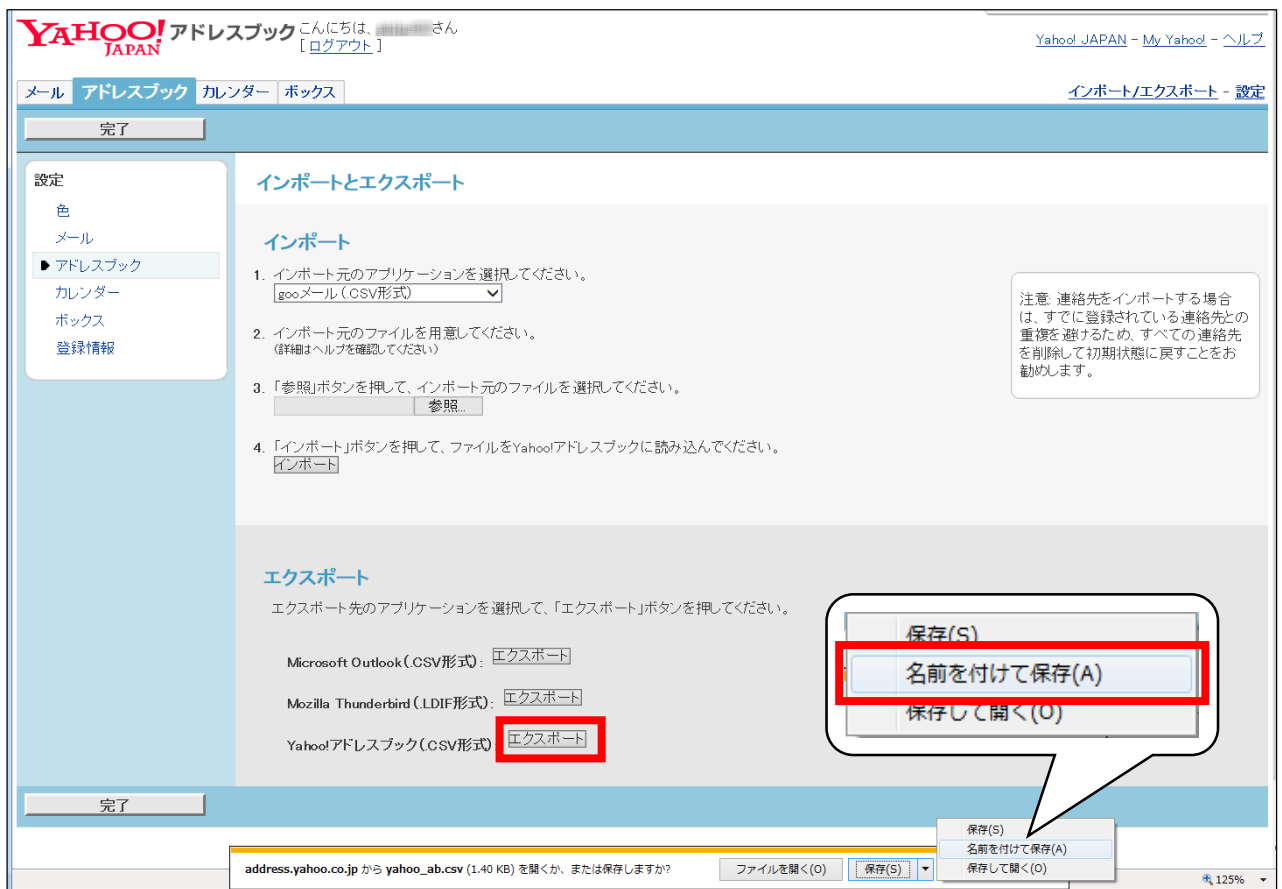 YAHOO! JAPAN アドレスブック こんにちは、 さん
[ ログアウト ]
Yahoo! JAPAN - My Yahoo! - ヘルプ
メール アドレスブック カレンダー ボックス
インポート/エクスポート - 設定
完了
設定
色
メール
アドレスブック
カレンダー
ボックス
登録情報
インポートとエクスポート
インポート
1. インポート元のアプリケーションを選択してください。
gooメール(.CSV形式)
2. インポート元のファイルを用意してください。
(詳細はヘルプを確認してください)
3. 「参照」ボタンを押して、インポート元のファイルを選択してください。
参照...
4. 「インポート」ボタンを押して、ファイルをYahoo!アドレスブックに読み込んでください。
インポート
注意: 連絡先をインポートする場合
は、すでに登録されている連絡先との
重複を避けるため、すべての連絡先
を削除して初期状態に戻すことをお
勧めします。
エクスポート
エクスポート先のアプリケーションを選択して、「エクスポート」ボタンを押してください。
Microsoft Outlook(.CSV形式): エクスポート
Mozilla Thunderbird(.LDIF形式): エクスポート
Yahoo!アドレスブック(.CSV形式): エクスポート
保存(S)
名前を付けて保存(A)
保存して開く(O)
完了
保存(S)
名前を付けて保存(A)
保存して開く(O)
address.yahoo.co.jp から yahoo_ab.csv (1.40 KB) を開くか、または保存しますか?
ファイルを開く(O)
保存(S)
125%